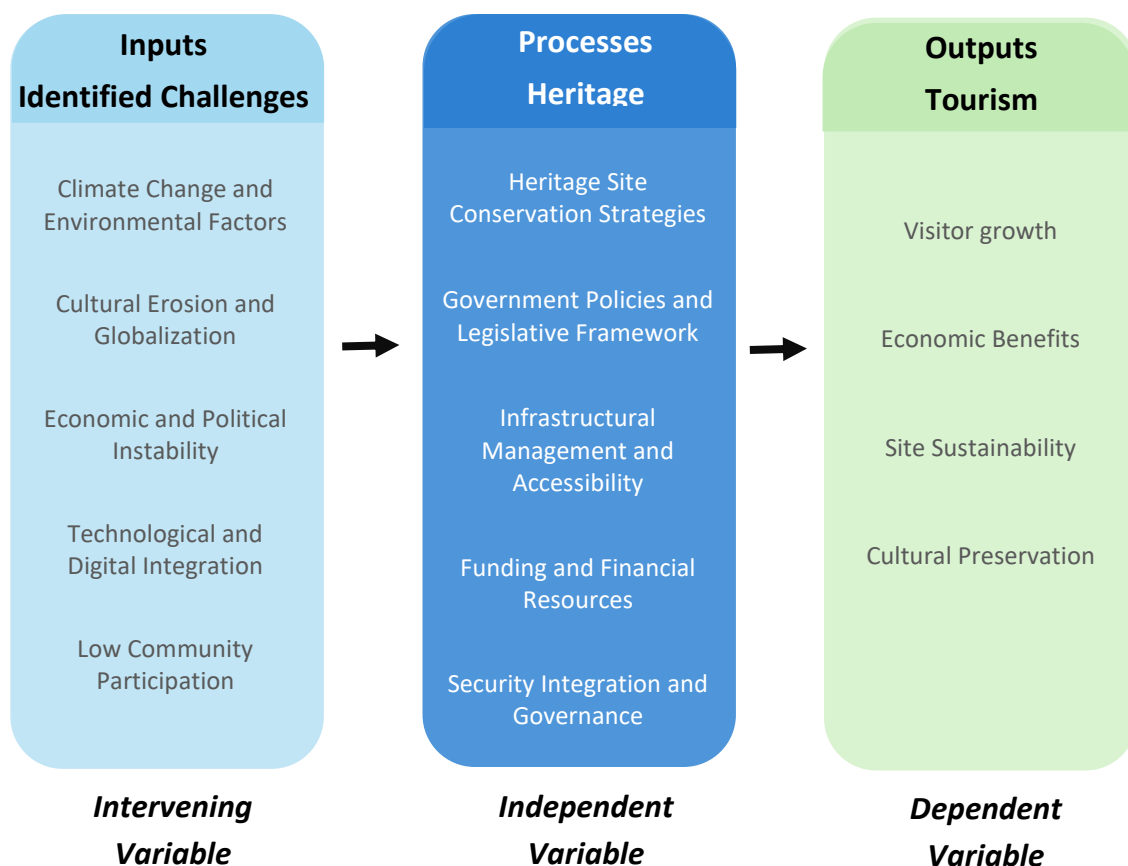 Inputs
Identified Challenges
Climate Change and
Environmental Factors
Cultural Erosion and
Globalization
Economic and Political
Instability
Technological and
Digital Integration
Low Community
Participation
Intervening
Variable
Processes
Heritage
Heritage Site
Conservation Strategies
Government Policies and
Legislative Framework
Infrastructural
Management and
Accessibility
Funding and Financial
Resources
Security Integration and
Governance
Independent
Variable
Outputs
Tourism
Visitor growth
Economic Benefits
Site Sustainability
Cultural Preservation
Dependent
Variable